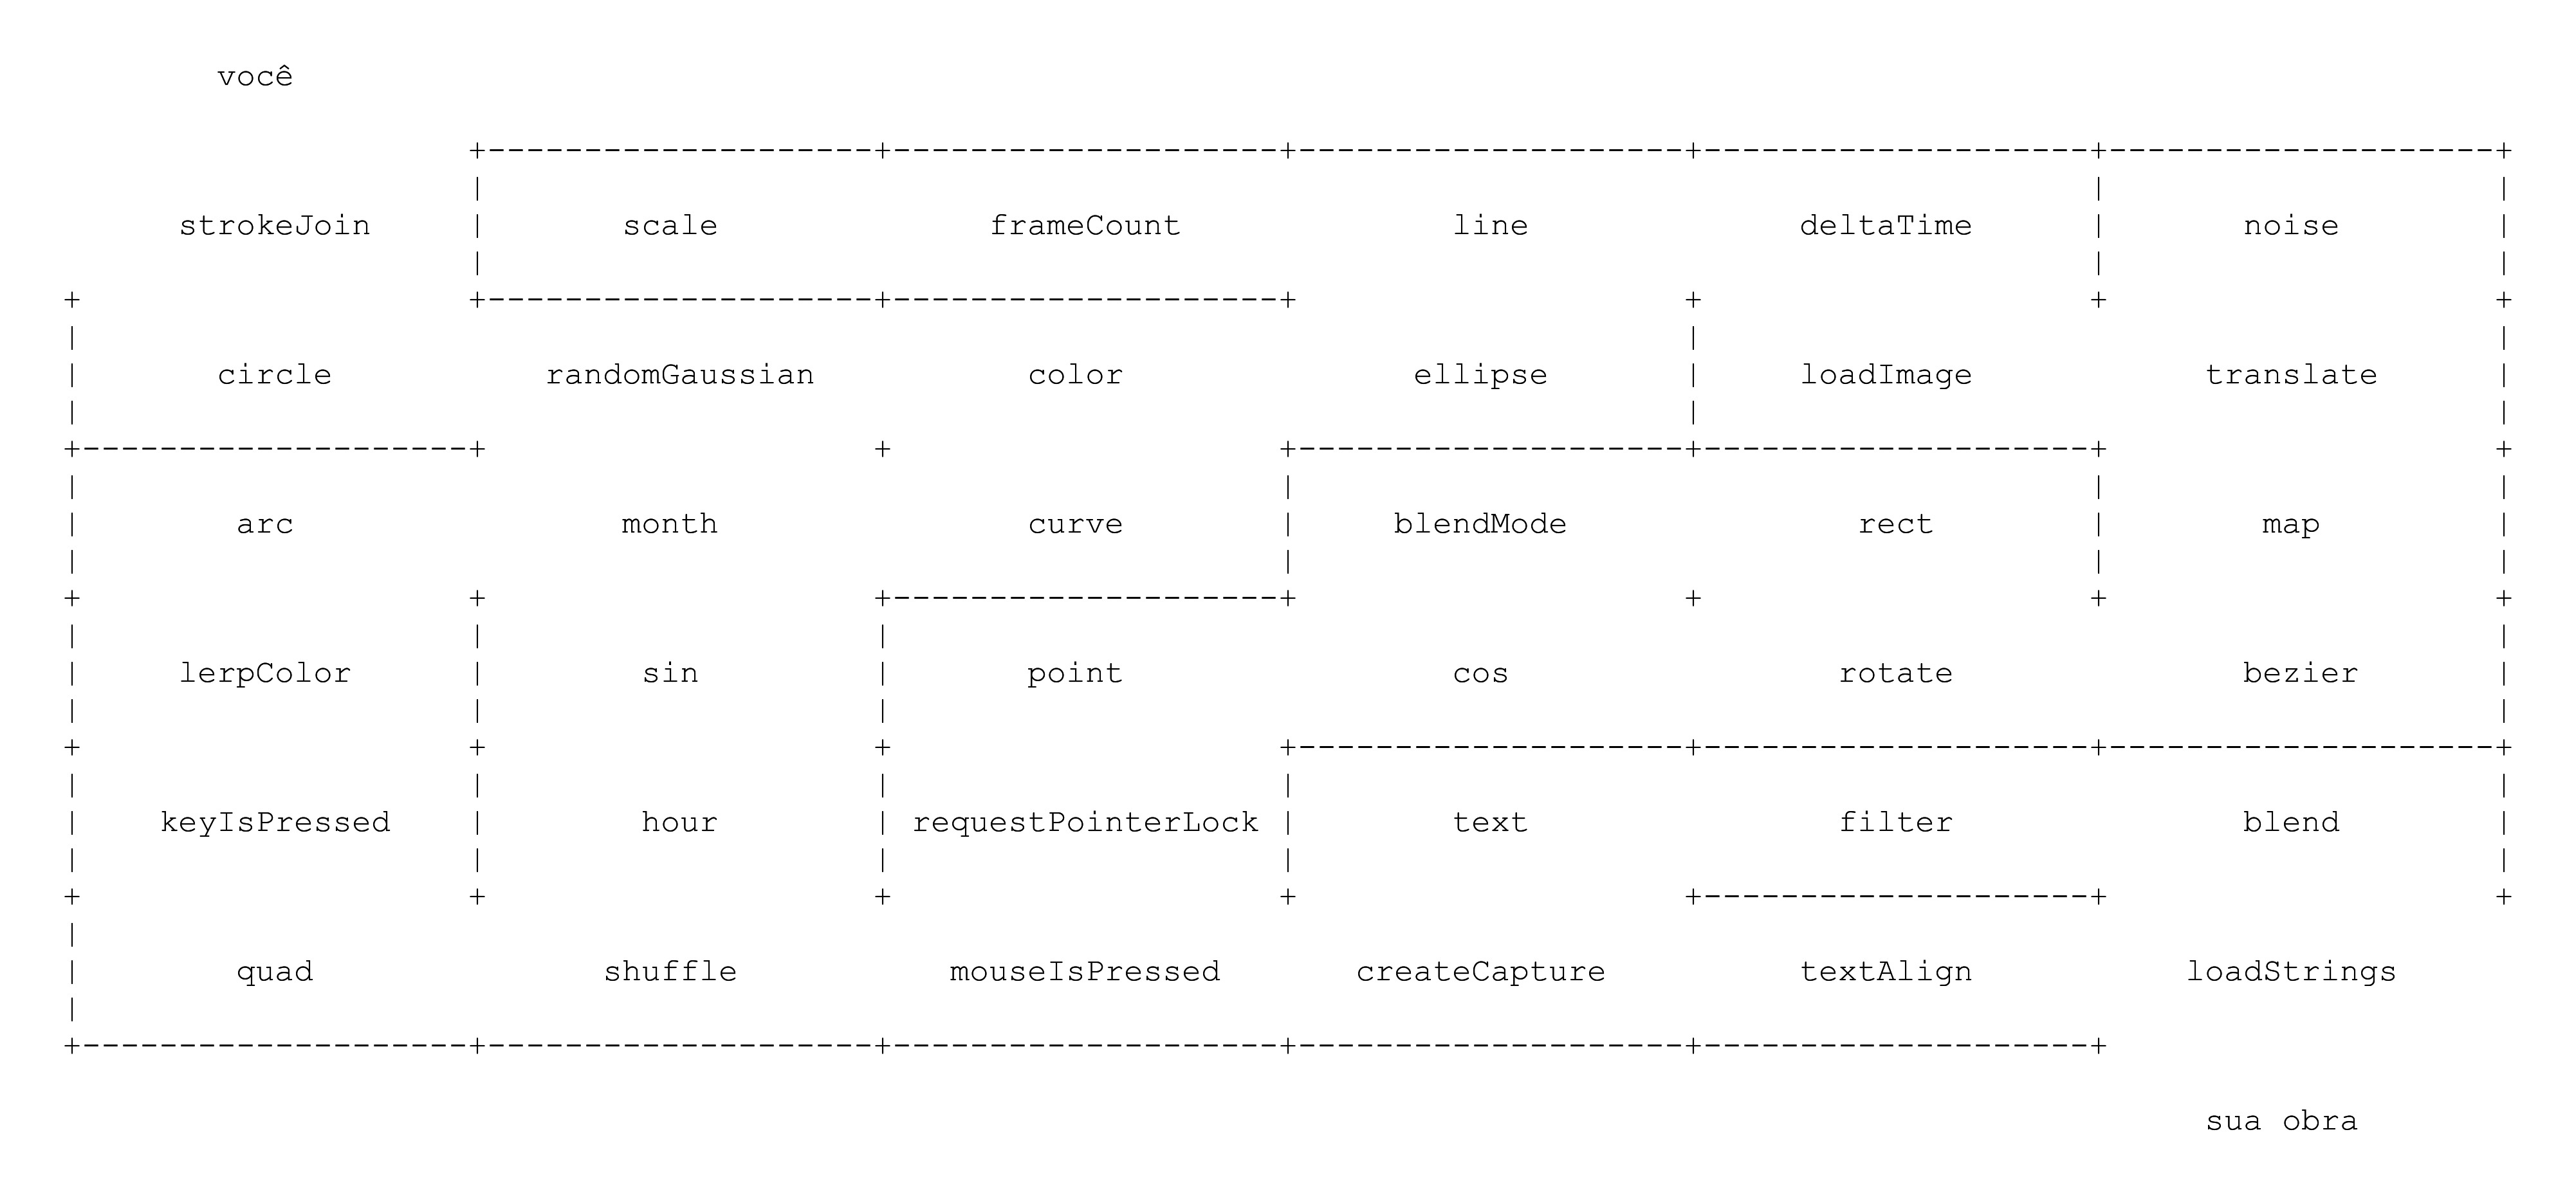 você
strokeJoin scale frameCount line deltaTime noise
circle randomGaussian color ellipse loadImage translate
arc month curve blendMode rect map
lerpColor sin point cos rotate bezier
keyIsPressed hour requestPointerLock text filter blend
quad shuffle mouseIsPressed createCapture textAlign loadStrings
sua obra